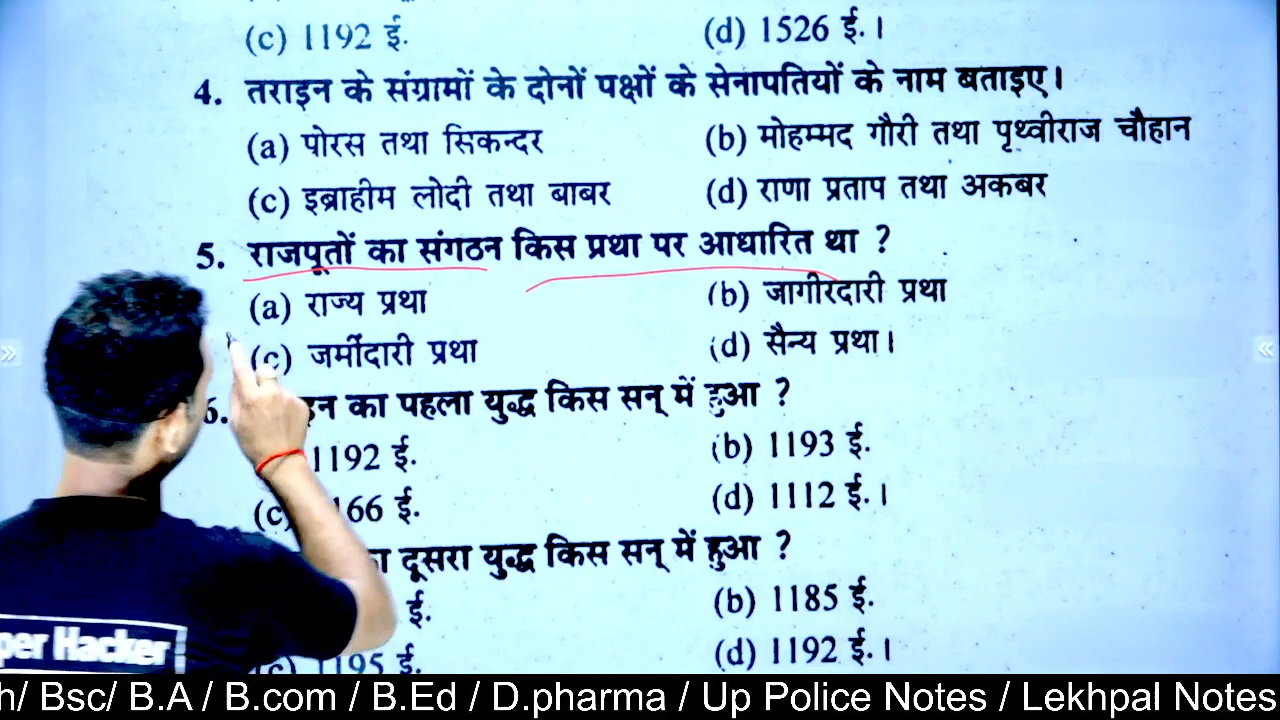 (c) 1192 ई. (d) 1526 ई.।
4. तराइन के संग्रामों के दोनों पक्षों के सेनापतियों के नाम बताइए।
(a) पोरस तथा सिकन्दर (b) मोहम्मद गौरी तथा पृथ्वीराज चौहान
(c) इब्राहीम लोदी तथा बाबर (d) राणा प्रताप तथा अकबर
5. राजपूतों का संगठन किस प्रथा पर आधारित था ?
(a) राज्य प्रथा (b) जागीरदारी प्रथा
(c) जमींदारी प्रथा (d) सैन्य प्रथा।
6. का पहला युद्ध किस सन् में हुआ ?
1192 ई. (b) 1193 ई.
(c) 166 ई. (d) 1112 ई.।
दूसरा युद्ध किस सन् में हुआ ?
ई. (b) 1185 ई.
(c) 1195 ई. (d) 1192 ई.।
per Hacker
h/ Bsc/ B.A / B.com / B.Ed / D.pharma / Up Police Notes / Lekhpal Notes